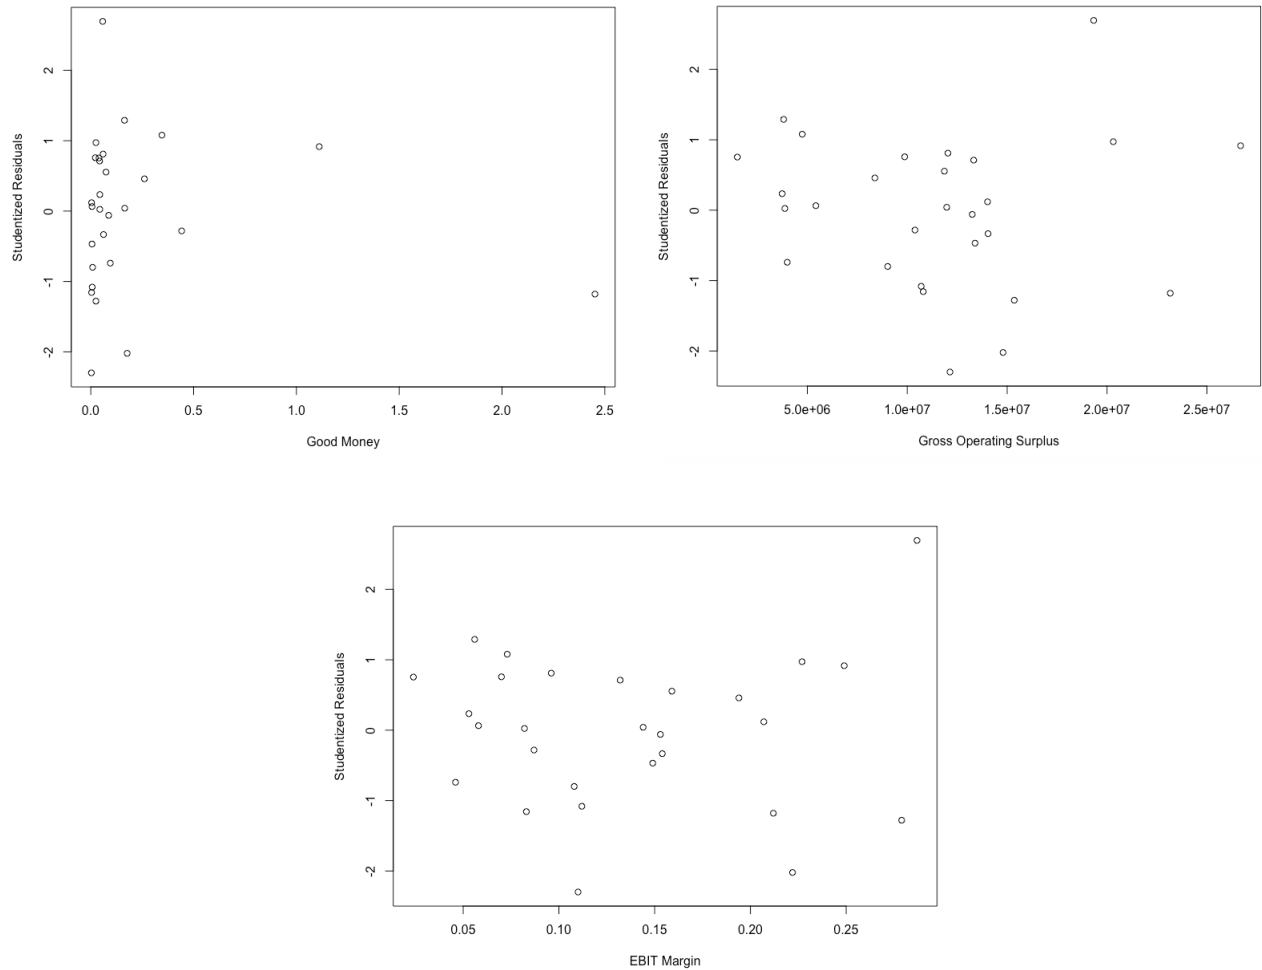 Studentized Residuals
2
1
0
-1
-2
0.0 0.5 1.0 1.5 2.0 2.5
Good Money
Studentized Residuals
2
1
0
-1
-2
5.0e+06 1.0e+07 1.5e+07 2.0e+07 2.5e+07
Gross Operating Surplus
Studentized Residuals
2
1
0
-1
-2
0.05 0.10 0.15 0.20 0.25
EBIT Margin